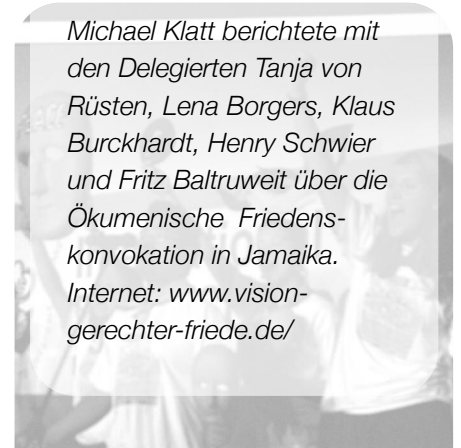 Michael Klatt berichtete mit
den Delegierten Tanja von
Rüsten, Lena Borgers, Klaus
Burckhardt, Henry Schwier
und Fritz Baltruweit über die
Ökumenische Friedens-
konvokation in Jamaika.
Internet: www.vision-
gerechter-friede.de/